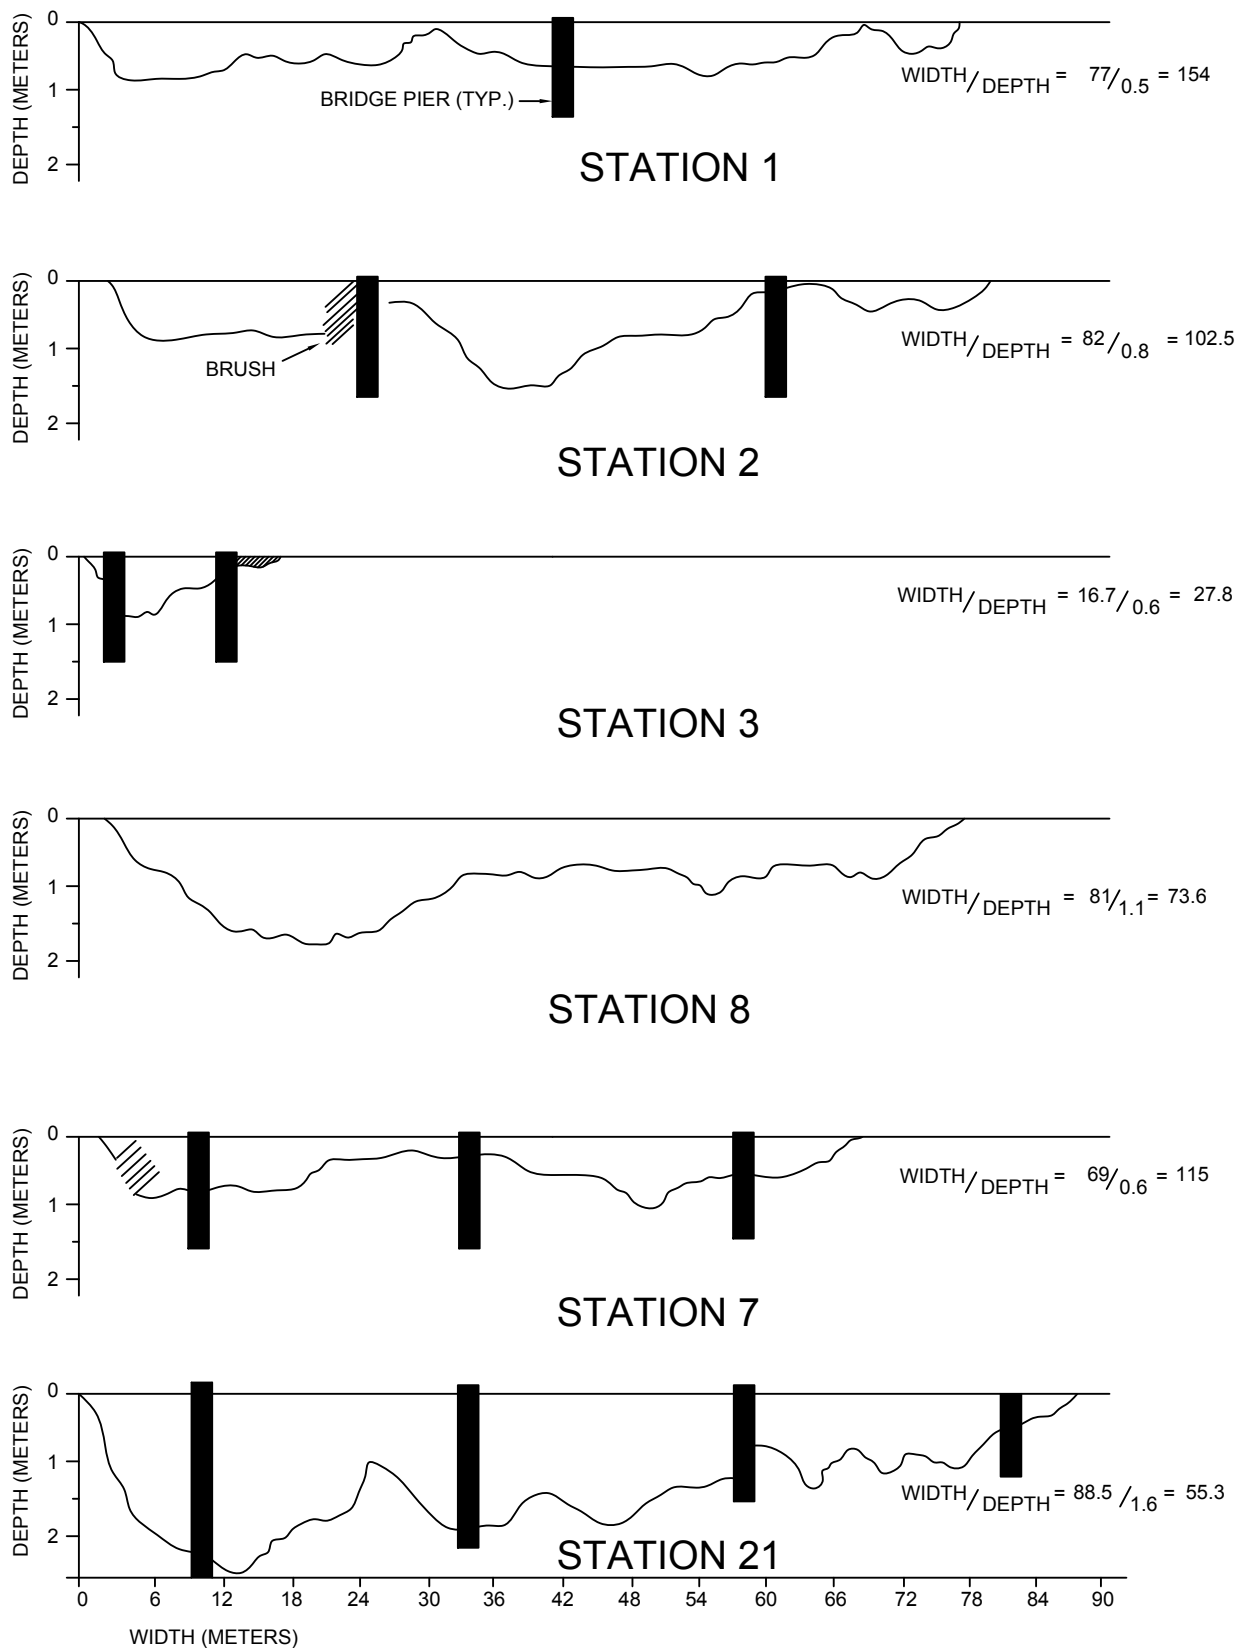 DEPTH (METERS)
0
1
2
BRIDGE PIER (TYP.)
WIDTH/DEPTH = 77/0.5 = 154
STATION 1
DEPTH (METERS)
0
1
2
BRUSH
WIDTH/DEPTH = 82/0.8 = 102.5
STATION 2
DEPTH (METERS)
0
1
2
WIDTH/DEPTH = 16.7/0.6 = 27.8
STATION 3
DEPTH (METERS)
0
1
2
WIDTH/DEPTH = 81/1.1 = 73.6
STATION 8
DEPTH (METERS)
0
1
2
WIDTH/DEPTH = 69/0.6 = 115
STATION 7
DEPTH (METERS)
0
1
2
WIDTH/DEPTH = 88.5/1.6 = 55.3
STATION 21
0 6 12 18 24 30 36 42 48 54 60 66 72 78 84 90
WIDTH (METERS)